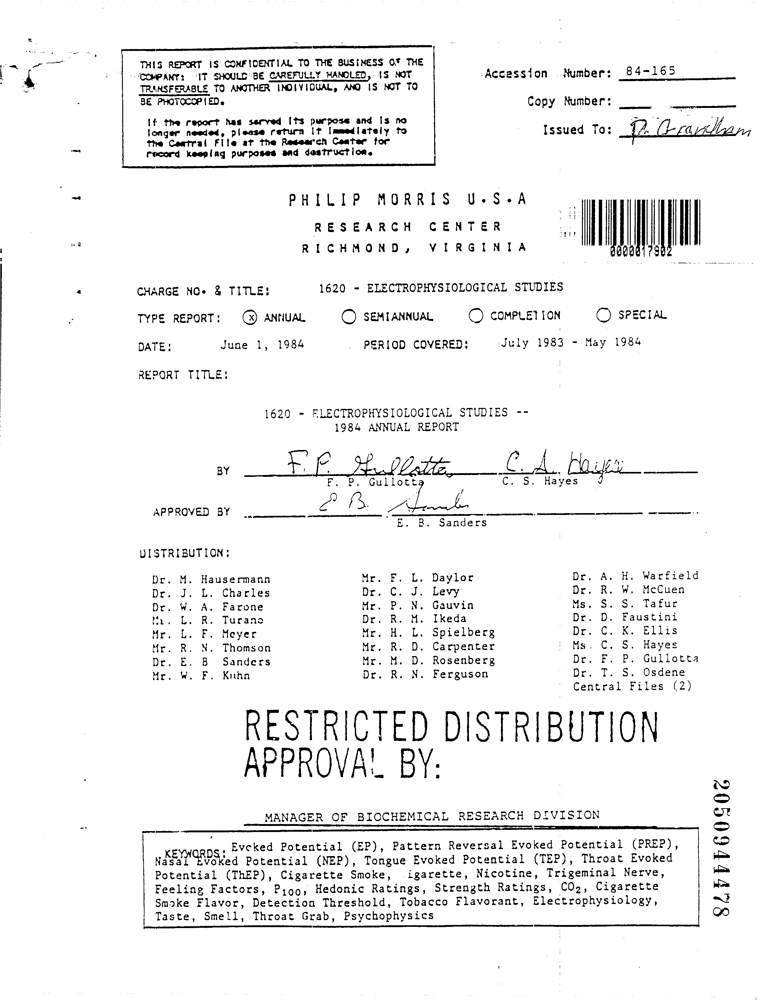 THIS REPORT IS CONFIDENTIAL TO THE BUSINESS OF THE
COMPANY: IT SHOULD BE CAREFULLY HANDLED, IS NOT
TRANSFERABLE TO ANOTHER INDIVIDUAL, AND IS NOT TO
BE PHOTOCOPIED.
If the report has served its purpose and is no
longer needed, please return it immediately to
the Central File at the Research Center for
record keeping purposes and destruction.
Accession Number: 84-165
Copy Number:
Issued To:
PHILIP MORRIS U.S.A
RESEARCH CENTER
RICHMOND, VIRGINIA
0000017902
CHARGE NO. & TITLE: 1620 - ELECTROPHYSIOLOGICAL STUDIES
TYPE REPORT: (X) ANNUAL SEMIANNUAL COMPLETION SPECIAL
DATE: June 1, 1984 PERIOD COVERED: July 1983 - May 1984
REPORT TITLE:
1620 - ELECTROPHYSIOLOGICAL STUDIES --
1984 ANNUAL REPORT
BY F. P. Gullotta C. S. Hayes
F. P. Gullotta C. S. Hayes
APPROVED BY
E. B. Sanders
DISTRIBUTION:
Dr. M. Hausermann
Dr. J. L. Charles
Dr. W. A. Farone
L. R. Turano
Mr. L. F. Meyer
Mr. R. N. Thomson
Dr. E. B Sanders
Mr. W. F. Kuhn
Mr. F. L. Daylor
Dr. C. J. Levy
Mr. P. N. Gauvin
Dr. R. M. Ikeda
Mr. H. L. Spielberg
Mr. R. D. Carpenter
Mr. M. D. Rosenberg
Dr. R. N. Ferguson
Dr. A. H. Warfield
Dr. R. W. McCuen
Ms. S. S. Tafur
Dr. D. Faustini
Dr. C. K. Ellis
Ms. C. S. Hayes
Dr. F. P. Gullotta
Dr. T. S. Osdene
Central Files (2)
RESTRICTED DISTRIBUTION
APPROVAL BY:
MANAGER OF BIOCHEMICAL RESEARCH DIVISION
KEYWORDS: Evoked Potential (EP), Pattern Reversal Evoked Potential (PREP),
Nasal Evoked Potential (NEP), Tongue Evoked Potential (TEP), Throat Evoked
Potential (ThEP), Cigarette Smoke, igarette, Nicotine, Trigeminal Nerve,
Feeling Factors, P100, Hedonic Ratings, Strength Ratings, CO2, Cigarette
Smoke Flavor, Detection Threshold, Tobacco Flavorant, Electrophysiology,
Taste, Smell, Throat Grab, Psychophysics
2050944478